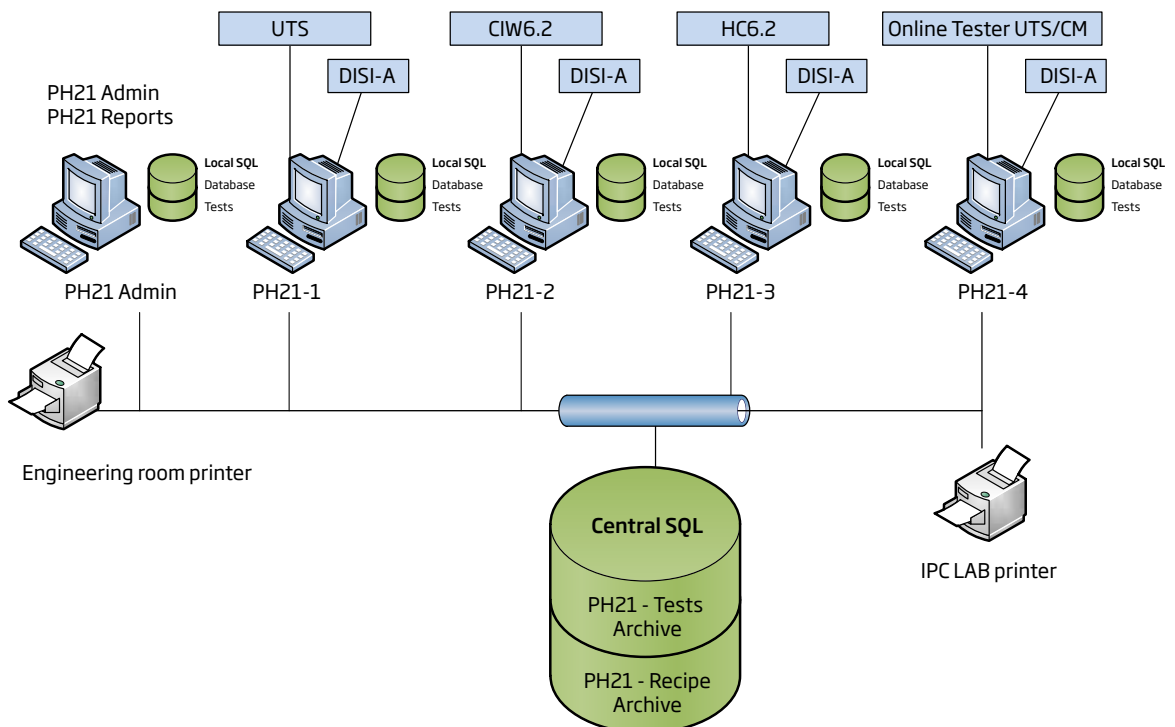 UTS
CIW6.2
HC6.2
Online Tester UTS/CM
DISI-A
DISI-A
DISI-A
DISI-A
PH21 Admin
PH21 Reports
Local SQL
Database
Tests
Local SQL
Database
Tests
Local SQL
Database
Tests
Local SQL
Database
Tests
Local SQL
Database
Tests
PH21 Admin
PH21-1
PH21-2
PH21-3
PH21-4
Engineering room printer
Central SQL
PH21 - Tests
Archive
PH21 - Recipe
Archive
IPC LAB printer